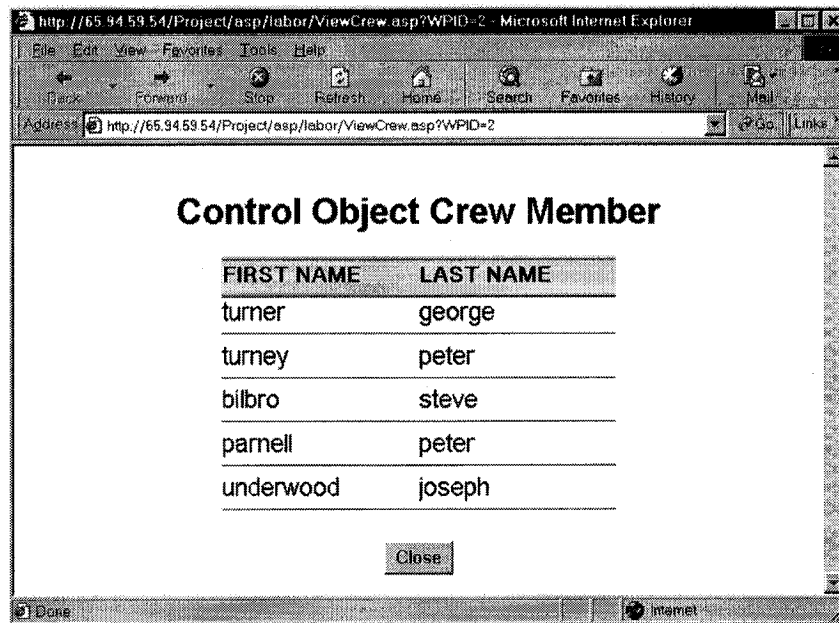 http://65.94.59.54/Project/asp/labor/ViewCrew.asp?WPID=2 - Microsoft Internet Explorer
File Edit View Favorites Tools Help
Back Forward Stop Refresh Home Search Favorites History Mail
Address http://65.94.59.54/Project/asp/labor/ViewCrew.asp?WPID=2 Go Links
Control Object Crew Member
FIRST NAME LAST NAME
turner george
turney peter
bilbro steve
parnell peter
underwood joseph
Close
Done Internet